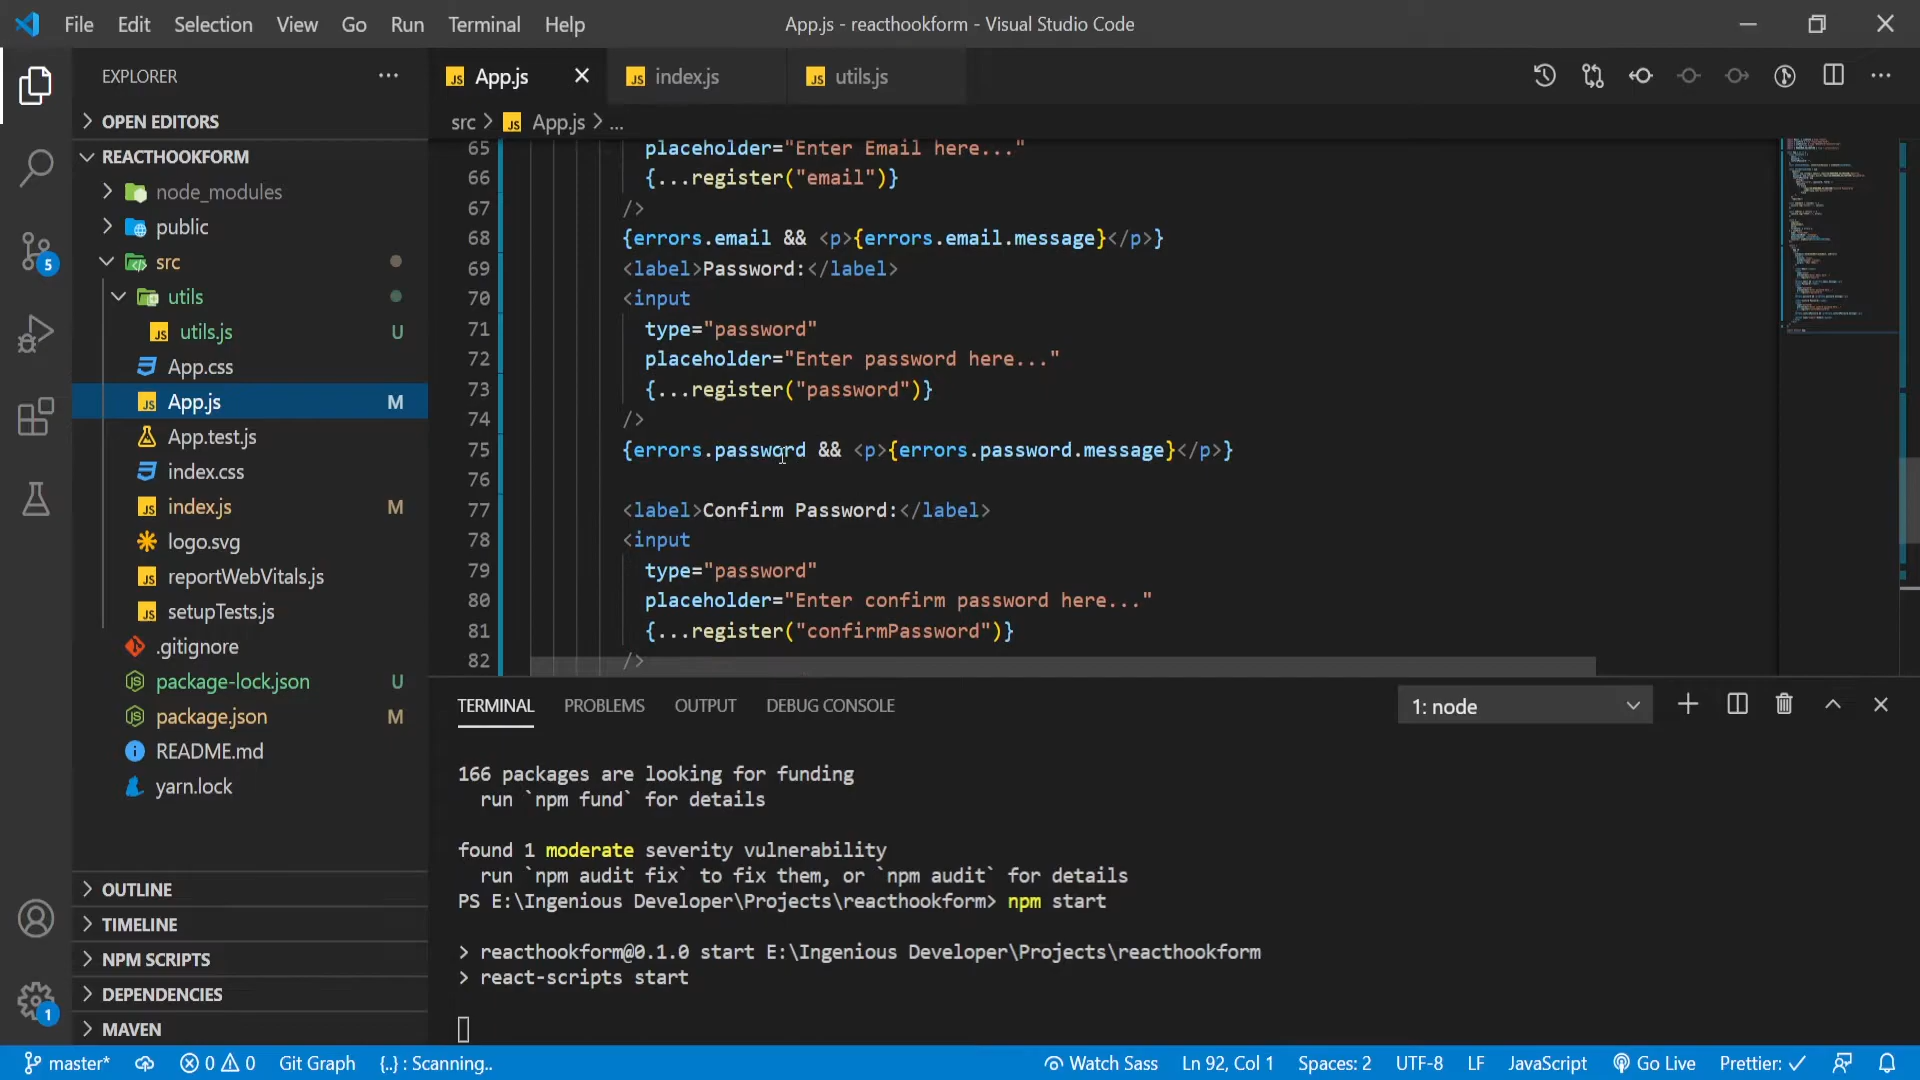 File Edit Selection View Go Run Terminal Help
App.js - reacthookform - Visual Studio Code
EXPLORER
OPEN EDITORS
REACTHOOKFORM
node_modules
public
src
utils
utils.js U
App.css
App.js M
App.test.js
index.css
index.js M
logo.svg
reportWebVitals.js
setupTests.js
.gitignore
package-lock.json U
package.json M
README.md
yarn.lock
OUTLINE
TIMELINE
NPM SCRIPTS
DEPENDENCIES
MAVEN
5
1
JS App.js JS index.js JS utils.js
src > JS App.js > ...
65 placeholder="Enter Email here..."
66 {...register("email")}
67 />
68 {errors.email && <p>{errors.email.message}</p>}
69 <label>Password:</label>
70 <input
71 type="password"
72 placeholder="Enter password here..."
73 {...register("password")}
74 />
75 {errors.password && <p>{errors.password.message}</p>}
76
77 <label>Confirm Password:</label>
78 <input
79 type="password"
80 placeholder="Enter confirm password here..."
81 {...register("confirmPassword")}
82 />
TERMINAL PROBLEMS OUTPUT DEBUG CONSOLE
1: node
166 packages are looking for funding
run `npm fund` for details
found 1 moderate severity vulnerability
run `npm audit fix` to fix them, or `npm audit` for details
PS E:\Ingenious Developer\Projects\reacthookform> npm start
> reacthookform@0.1.0 start E:\Ingenious Developer\Projects\reacthookform
> react-scripts start
master* 0 0 Git Graph {..} : Scanning..
Watch Sass Ln 92, Col 1 Spaces: 2 UTF-8 LF JavaScript Go Live Prettier: ✓